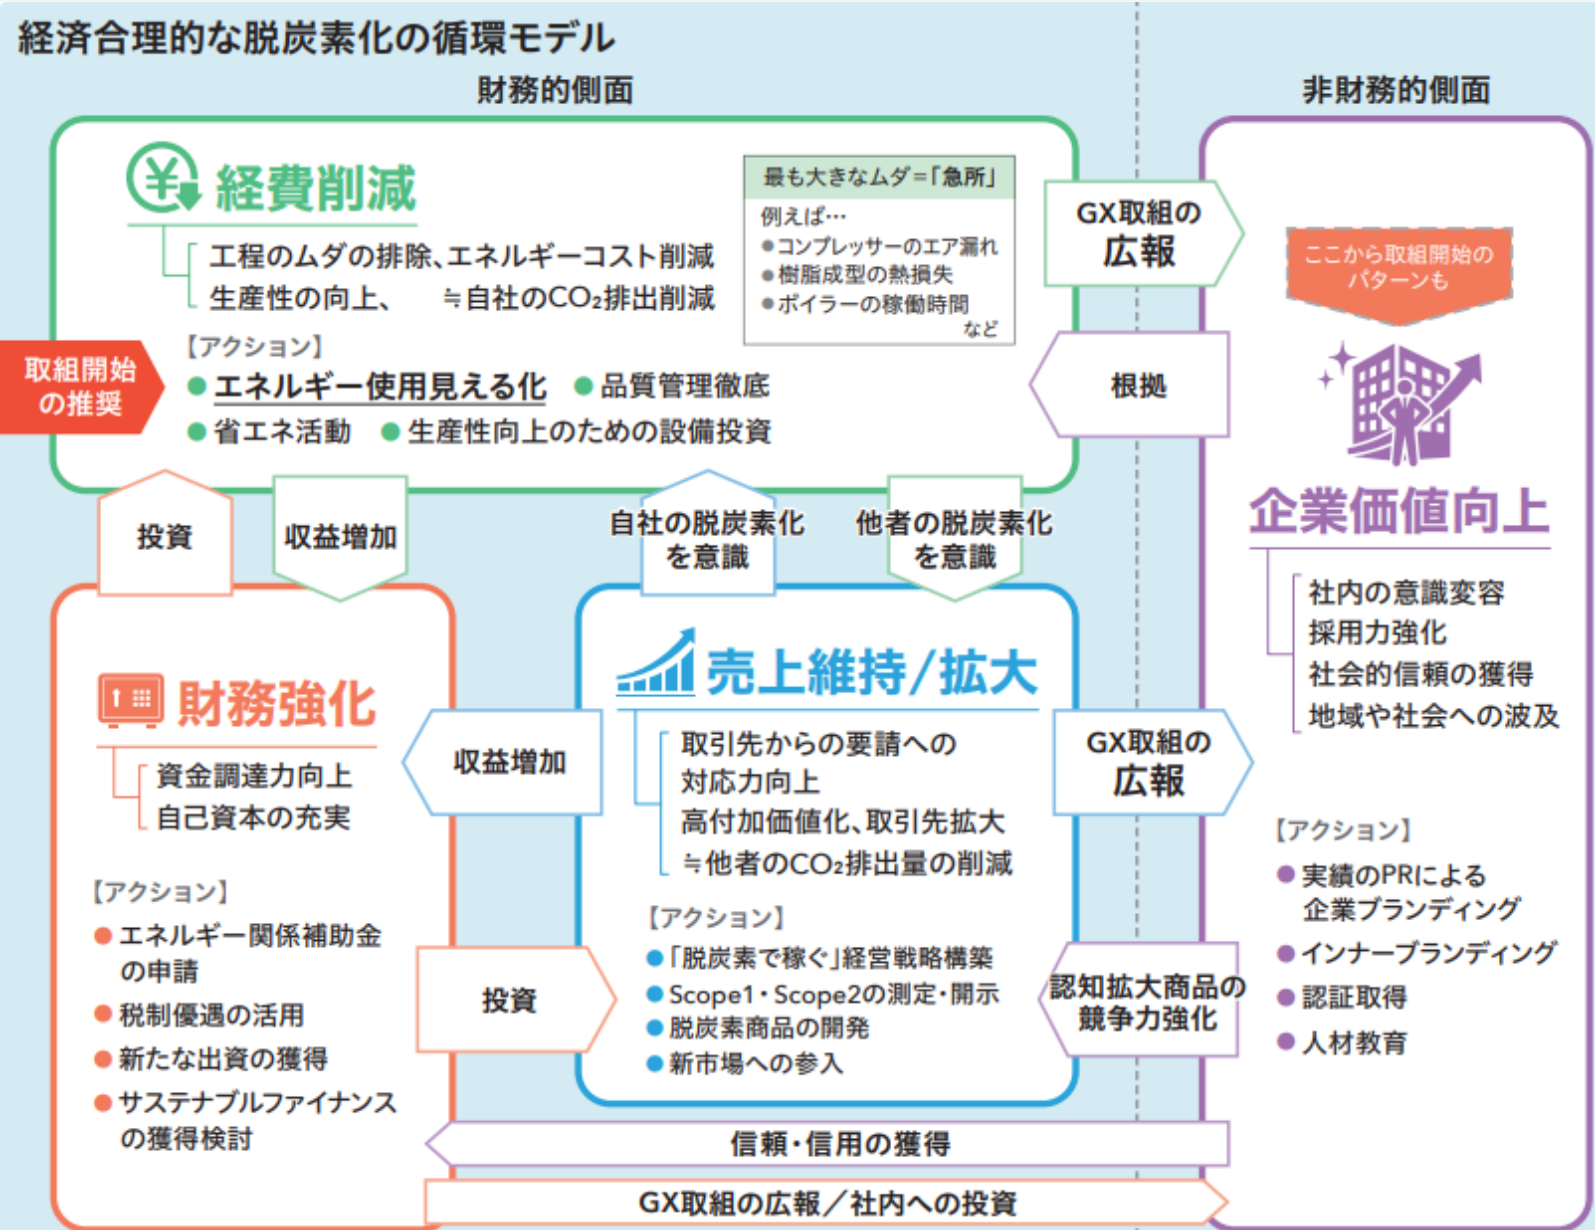 経済合理的な脱炭素化の循環モデル
財務的側面
非財務的側面
経費削減
工程のムダの排除、エネルギーコスト削減
生産性の向上、 ≒自社のCO₂排出削減
最も大きなムダ=「急所」
例えば…
●コンプレッサーのエア漏れ
●樹脂成型の熱損失
●ボイラーの稼働時間
など
取組開始
の推奨
【アクション】
●エネルギー使用見える化 ●品質管理徹底
●省エネ活動 ●生産性向上のための設備投資
GX取組の
広報
根拠
投資
収益増加
自社の脱炭素化
を意識
他者の脱炭素化
を意識
財務強化
資金調達力向上
自己資本の充実
【アクション】
●エネルギー関係補助金
の申請
●税制優遇の活用
●新たな出資の獲得
●サステナブルファイナンス
の獲得検討
収益増加
投資
売上維持/拡大
取引先からの要請への
対応力向上
高付加価値化、取引先拡大
≒他者のCO₂排出量の削減
【アクション】
●「脱炭素で稼ぐ」経営戦略構築
●Scope1・Scope2の測定・開示
●脱炭素商品の開発
●新市場への参入
GX取組の
広報
認知拡大商品の
競争力強化
ここから取組開始の
パターンも
企業価値向上
社内の意識変容
採用力強化
社会的信頼の獲得
地域や社会への波及
【アクション】
●実績のPRによる
企業ブランディング
●インナーブランディング
●認証取得
●人材教育
信頼・信用の獲得
GX取組の広報／社内への投資